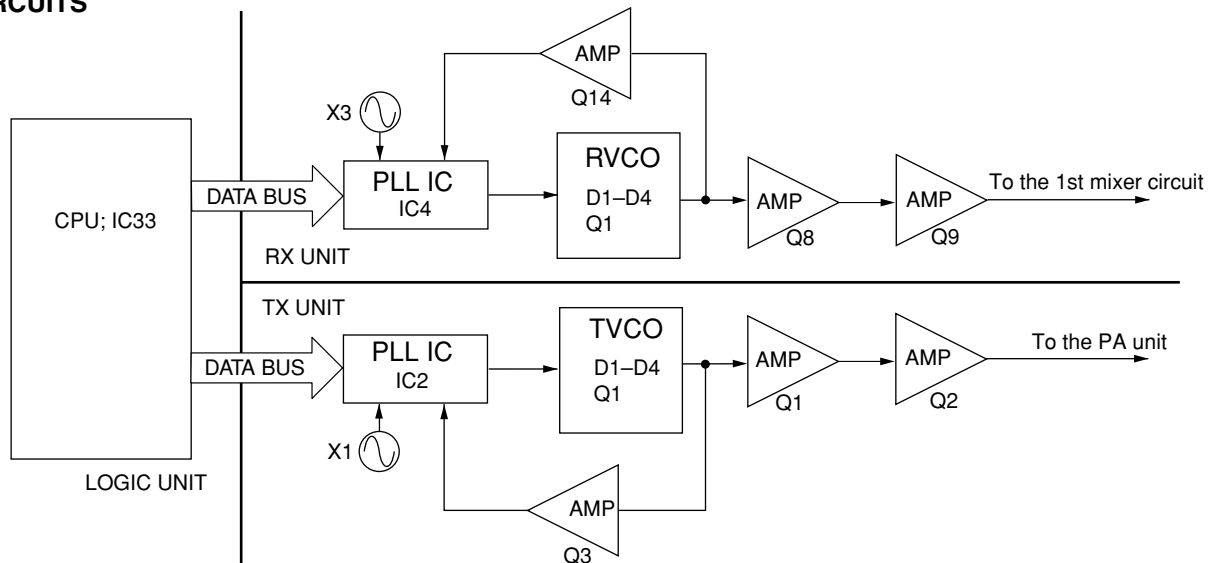 RCUITS
AMP
Q14
X3
RVCO
D1–D4
Q1
PLL IC
IC4
DATA BUS
CPU; IC33
AMP
Q8
AMP
Q9
To the 1st mixer circuit
RX UNIT
TX UNIT
TVCO
D1–D4
Q1
PLL IC
IC2
DATA BUS
AMP
Q1
AMP
Q2
To the PA unit
X1
LOGIC UNIT
AMP
Q3